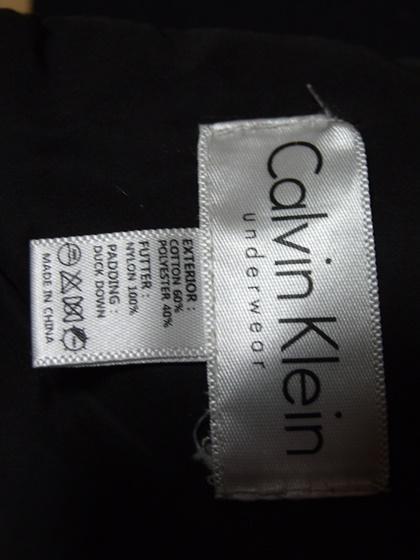 Calvin Klein
underwear
EXTERIOR :
COTTON 60%
POLYESTER 40%
FUTTER :
NYLON 100%
PADDING :
DUCK DOWN
MADE IN CHINA